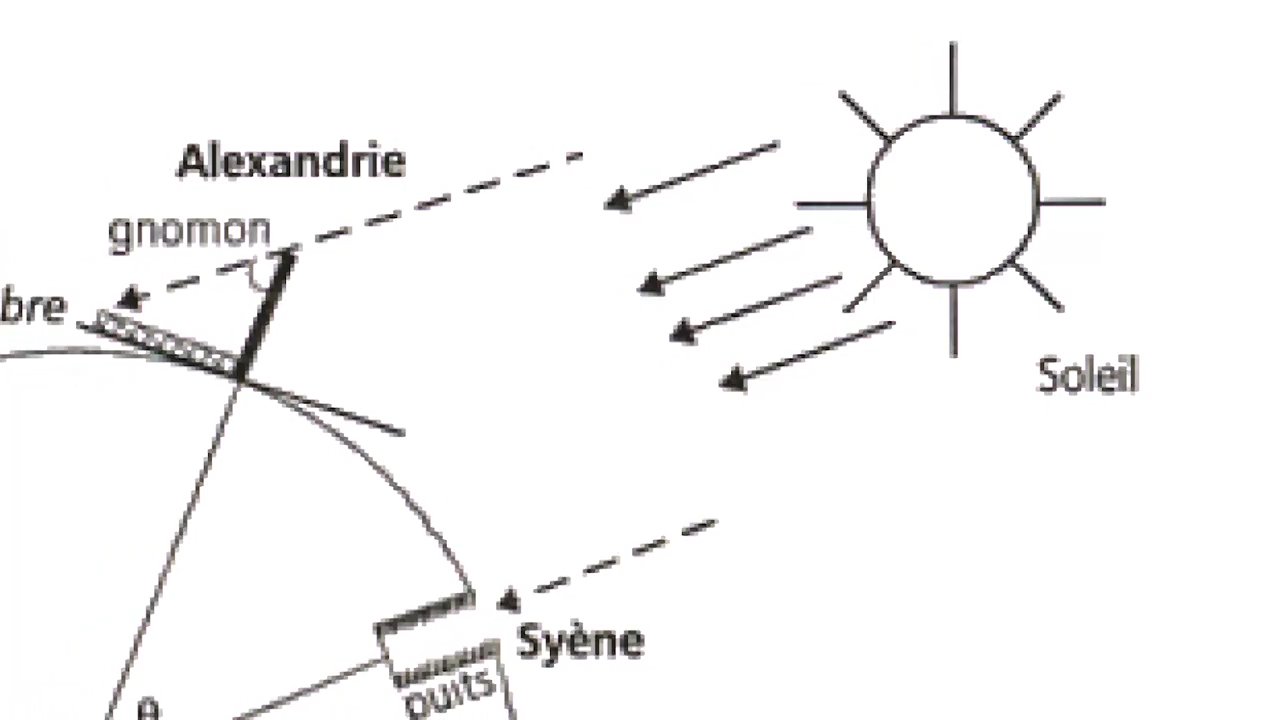 Alexandrie
gnomon
bre
Soleil
Syène
puits
θ